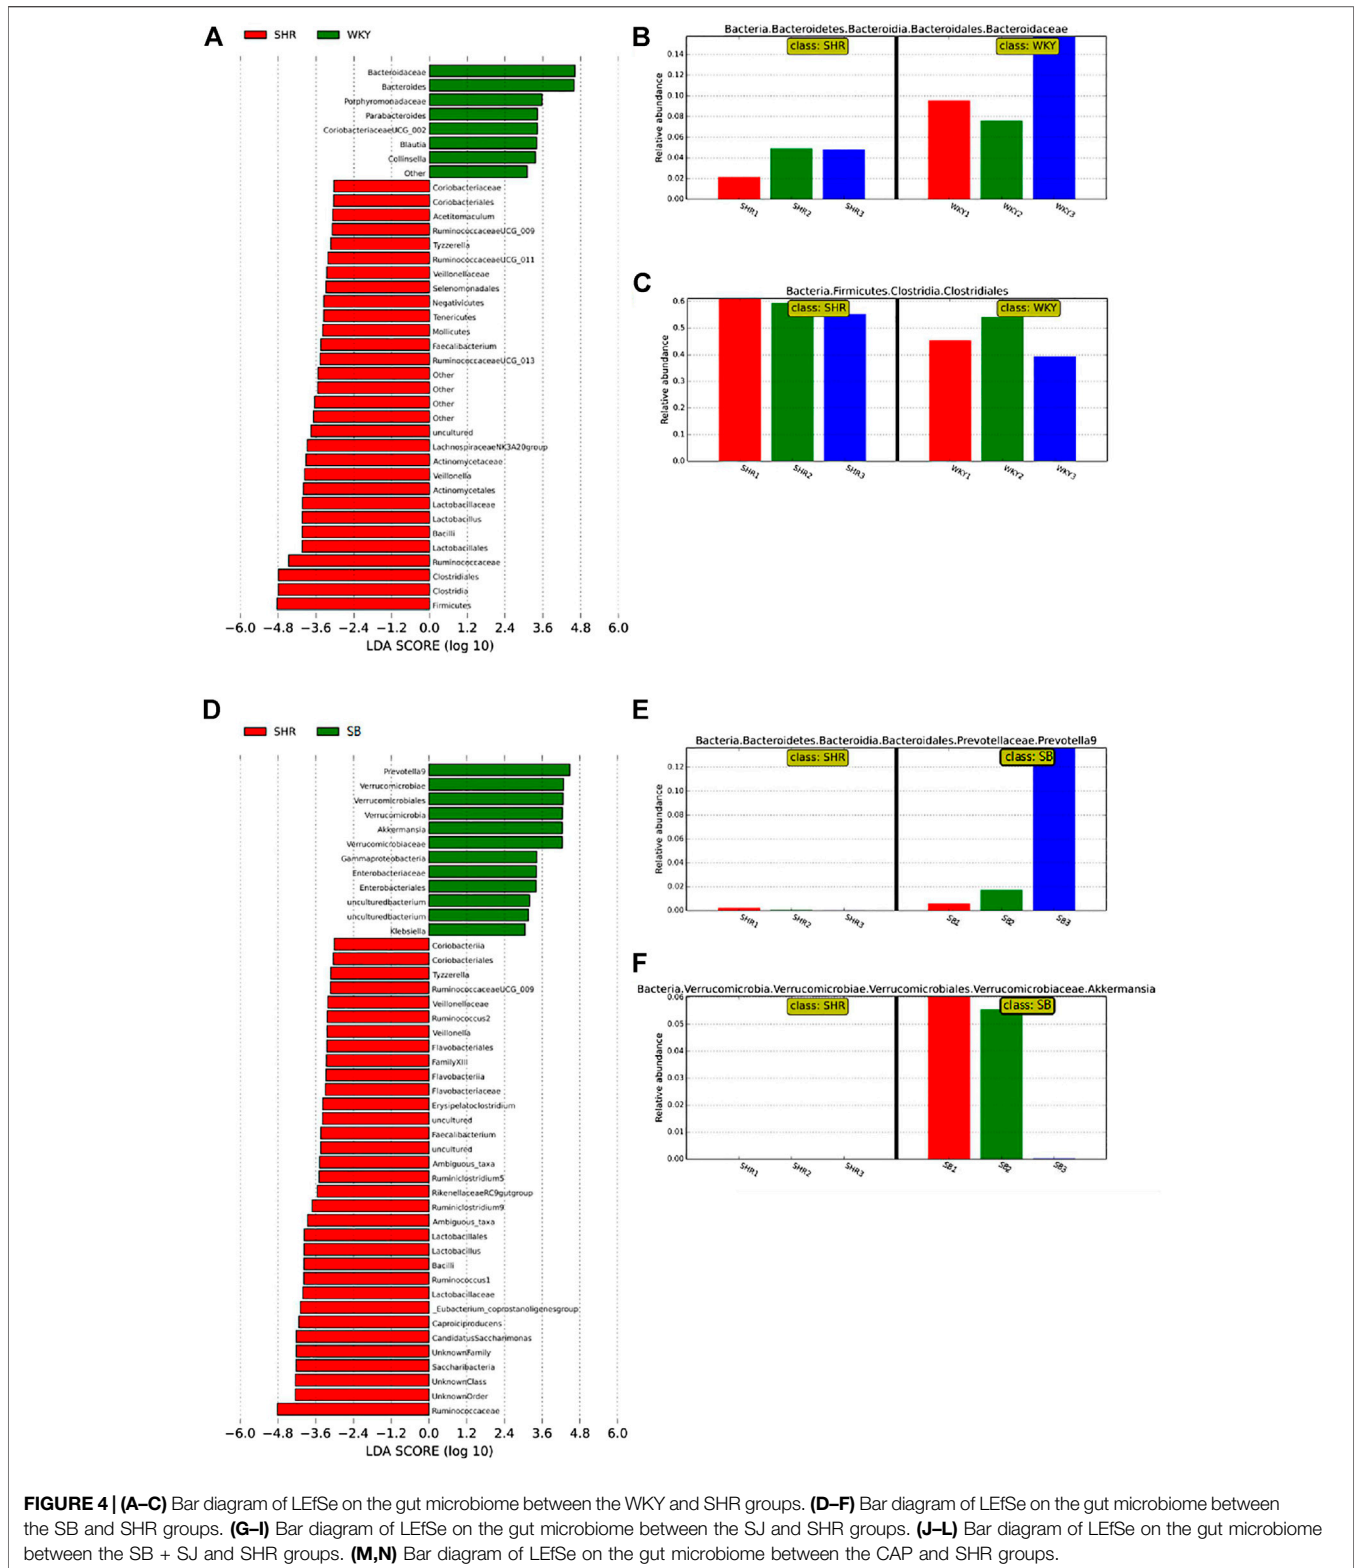 A
SHR WKY
Bacteroidaceae
Bacteroides
Porphyromonadaceae
Parabacteroides
CoriobacteriaceaeUCG_002
Blautia
Collinsella
Other
Coriobacteriaceae
Coriobacteriales
Acetitomaculum
RuminococcaceaeUCG_009
Tyzzerella
RuminococcaceaeUCG_011
Veillonellaceae
Selenomonadales
Negativicutes
Tenericutes
Mollicutes
Faecalibacterium
RuminococcaceaeUCG_013
Other
Other
Other
Other
uncultured
LachnospiraceaeNK3A20group
Actinomycetaceae
Veillonella
Actinomycetales
Lactobacillaceae
Lactobacillus
Bacilli
Lactobacillales
Ruminococcaceae
Clostridiales
Clostridia
Firmicutes
−6.0 −4.8 −3.6 −2.4 −1.2 0.0 1.2 2.4 3.6 4.8 6.0
LDA SCORE (log 10)
B
Bacteria.Bacteroidetes.Bacteroidia.Bacteroidales.Bacteroidaceae
class: SHR class: WKY
Relative abundance
0.14
0.12
0.10
0.08
0.06
0.04
0.02
0.00
SHR1 SHR2 SHR3 WKY1 WKY2 WKY3
C
Bacteria.Firmicutes.Clostridia.Clostridiales
class: SHR class: WKY
Relative abundance
0.6
0.5
0.4
0.3
0.2
0.1
0.0
SHR1 SHR2 SHR3 WKY1 WKY2 WKY3
D
SHR SB
Prevotella9
Verrucomicrobiae
Verrucomicrobiales
Verrucomicrobia
Akkermansia
Verrucomicrobiaceae
Gammaproteobacteria
Enterobacteriaceae
Enterobacteriales
unculturedbacterium
unculturedbacterium
Klebsiella
Coriobacteriia
Coriobacteriales
Tyzzerella
RuminococcaceaeUCG_009
Veillonellaceae
Ruminococcus2
Veillonella
Flavobacteriales
FamilyXIII
Flavobacteriia
Flavobacteriaceae
Erysipelatoclostridium
uncultured
Faecalibacterium
uncultured
Ambiguous_taxa
Ruminiclostridium5
RikenellaceaeRC9gutgroup
Ruminiclostridium9
Ambiguous_taxa
Lactobacillales
Lactobacillus
Bacilli
Ruminococcus1
Lactobacillaceae
_Eubacterium_coprostanoligenesgroup
Caproiciproducens
CandidatusSaccharimonas
UnknownFamily
Saccharibacteria
UnknownClass
UnknownOrder
Ruminococcaceae
−6.0 −4.8 −3.6 −2.4 −1.2 0.0 1.2 2.4 3.6 4.8 6.0
LDA SCORE (log 10)
E
Bacteria.Bacteroidetes.Bacteroidia.Bacteroidales.Prevotellaceae.Prevotella9
class: SHR class: SB
Relative abundance
0.12
0.10
0.08
0.06
0.04
0.02
0.00
SHR1 SHR2 SHR3 SB1 SB2 SB3
F
Bacteria.Verrucomicrobia.Verrucomicrobiae.Verrucomicrobiales.Verrucomicrobiaceae.Akkermansia
class: SHR class: SB
Relative abundance
0.06
0.05
0.04
0.03
0.02
0.01
0.00
SHR1 SHR2 SHR3 SB1 SB2 SB3
FIGURE 4 | (A–C) Bar diagram of LEfSe on the gut microbiome between the WKY and SHR groups. (D–F) Bar diagram of LEfSe on the gut microbiome between
the SB and SHR groups. (G–I) Bar diagram of LEfSe on the gut microbiome between the SJ and SHR groups. (J–L) Bar diagram of LEfSe on the gut microbiome
between the SB + SJ and SHR groups. (M,N) Bar diagram of LEfSe on the gut microbiome between the CAP and SHR groups.